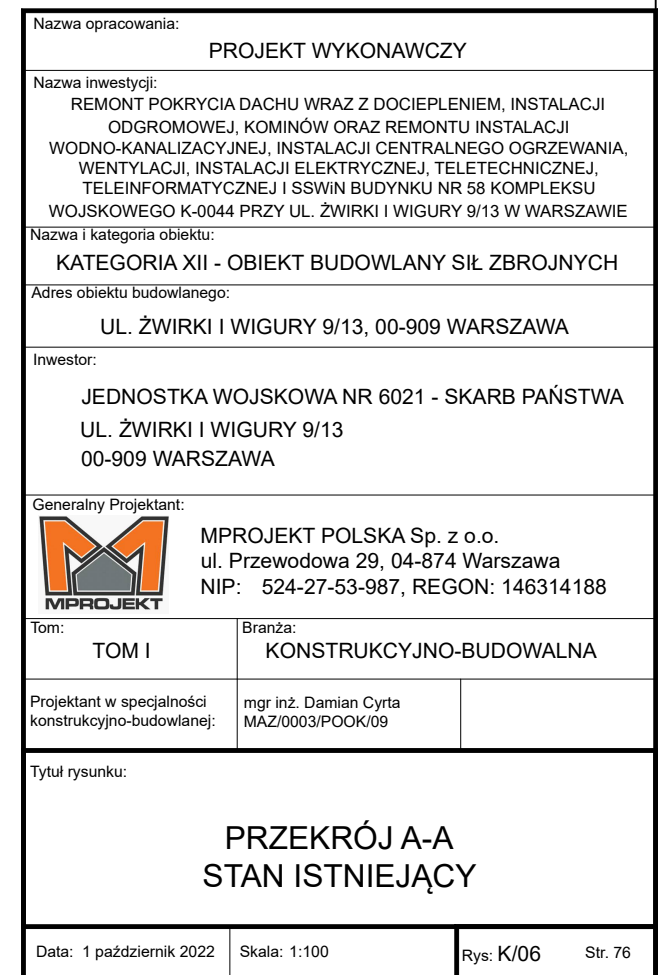 Nazwa opracowania:
PROJEKT WYKONAWCZY
Nazwa inwestycji:
REMONT POKRYCIA DACHU WRAZ Z DOCIEPLENIEM, INSTALACJI
ODGROMOWEJ, KOMINÓW ORAZ REMONTU INSTALACJI
WODNO-KANALIZACYJNEJ, INSTALACJI CENTRALNEGO OGRZEWANIA,
WENTYLACJI, INSTALACJI ELEKTRYCZNEJ, TELETECHNICZNEJ,
TELEINFORMATYCZNEJ I SSWiN BUDYNKU NR 58 KOMPLEKSU
WOJSKOWEGO K-0044 PRZY UL. ŻWIRKI I WIGURY 9/13 W WARSZAWIE
Nazwa i kategoria obiektu:
KATEGORIA XII - OBIEKT BUDOWLANY SIŁ ZBROJNYCH
Adres obiektu budowlanego:
UL. ŻWIRKI I WIGURY 9/13, 00-909 WARSZAWA
Inwestor:
JEDNOSTKA WOJSKOWA NR 6021 - SKARB PAŃSTWA
UL. ŻWIRKI I WIGURY 9/13
00-909 WARSZAWA
Generalny Projektant:
MPROJEKT
MPROJEKT POLSKA Sp. z o.o.
ul. Przewodowa 29, 04-874 Warszawa
NIP: 524-27-53-987, REGON: 146314188
Tom:
TOM I
Branża:
KONSTRUKCYJNO-BUDOWALNA
Projektant w specjalności
konstrukcyjno-budowlanej:
mgr inż. Damian Cyrta
MAZ/0003/POOK/09
Tytuł rysunku:
PRZEKRÓJ A-A
STAN ISTNIEJĄCY
Data: 1 październik 2022 Skala: 1:100 Rys: K/06 Str. 76